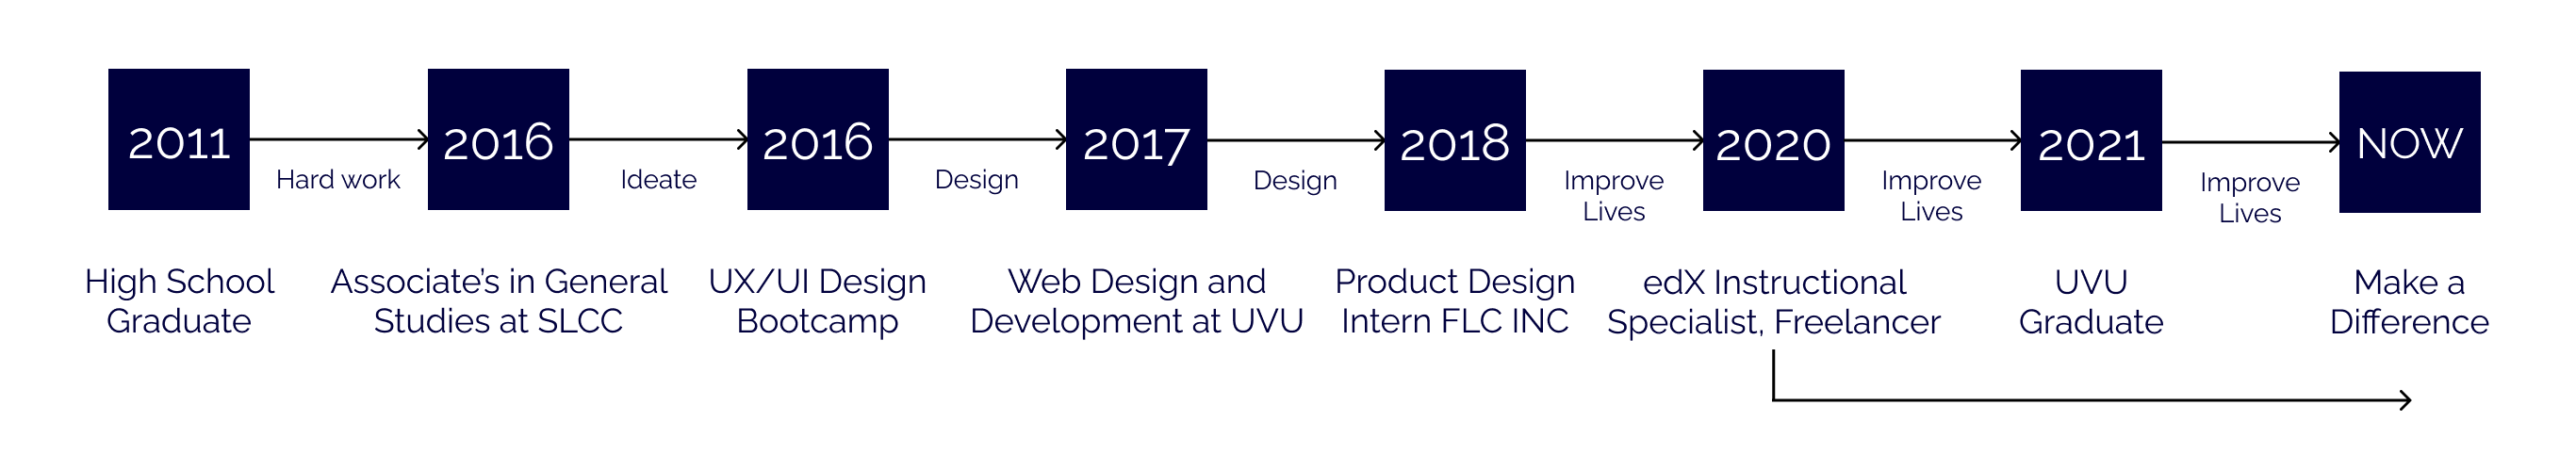 2011
2016
2016
2017
2018
2020
2021
NOW
Hard work
Ideate
Design
Design
Improve
Lives
Improve
Lives
Improve
Lives
High School
Graduate
Associate's in General
Studies at SLCC
UX/UI Design
Bootcamp
Web Design and
Development at UVU
Product Design
Intern FLC INC
edX Instructional
Specialist, Freelancer
UVU
Graduate
Make a
Difference